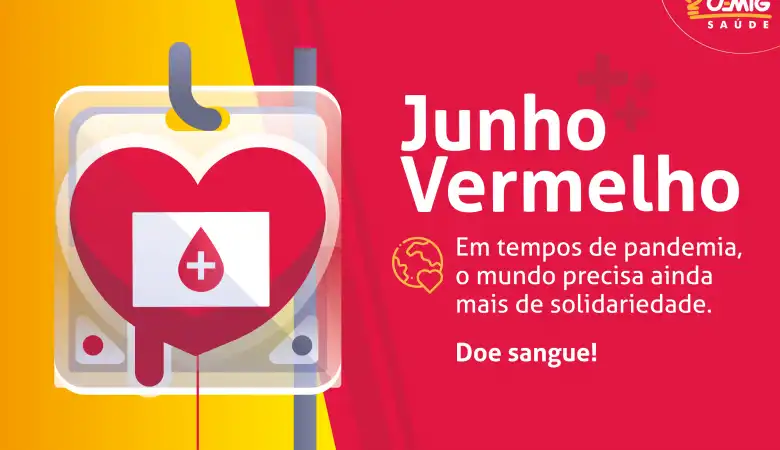 CEMIG
SAÚDE
Junho
Vermelho
Em tempos de pandemia,
o mundo precisa ainda
mais de solidariedade.
Doe sangue!